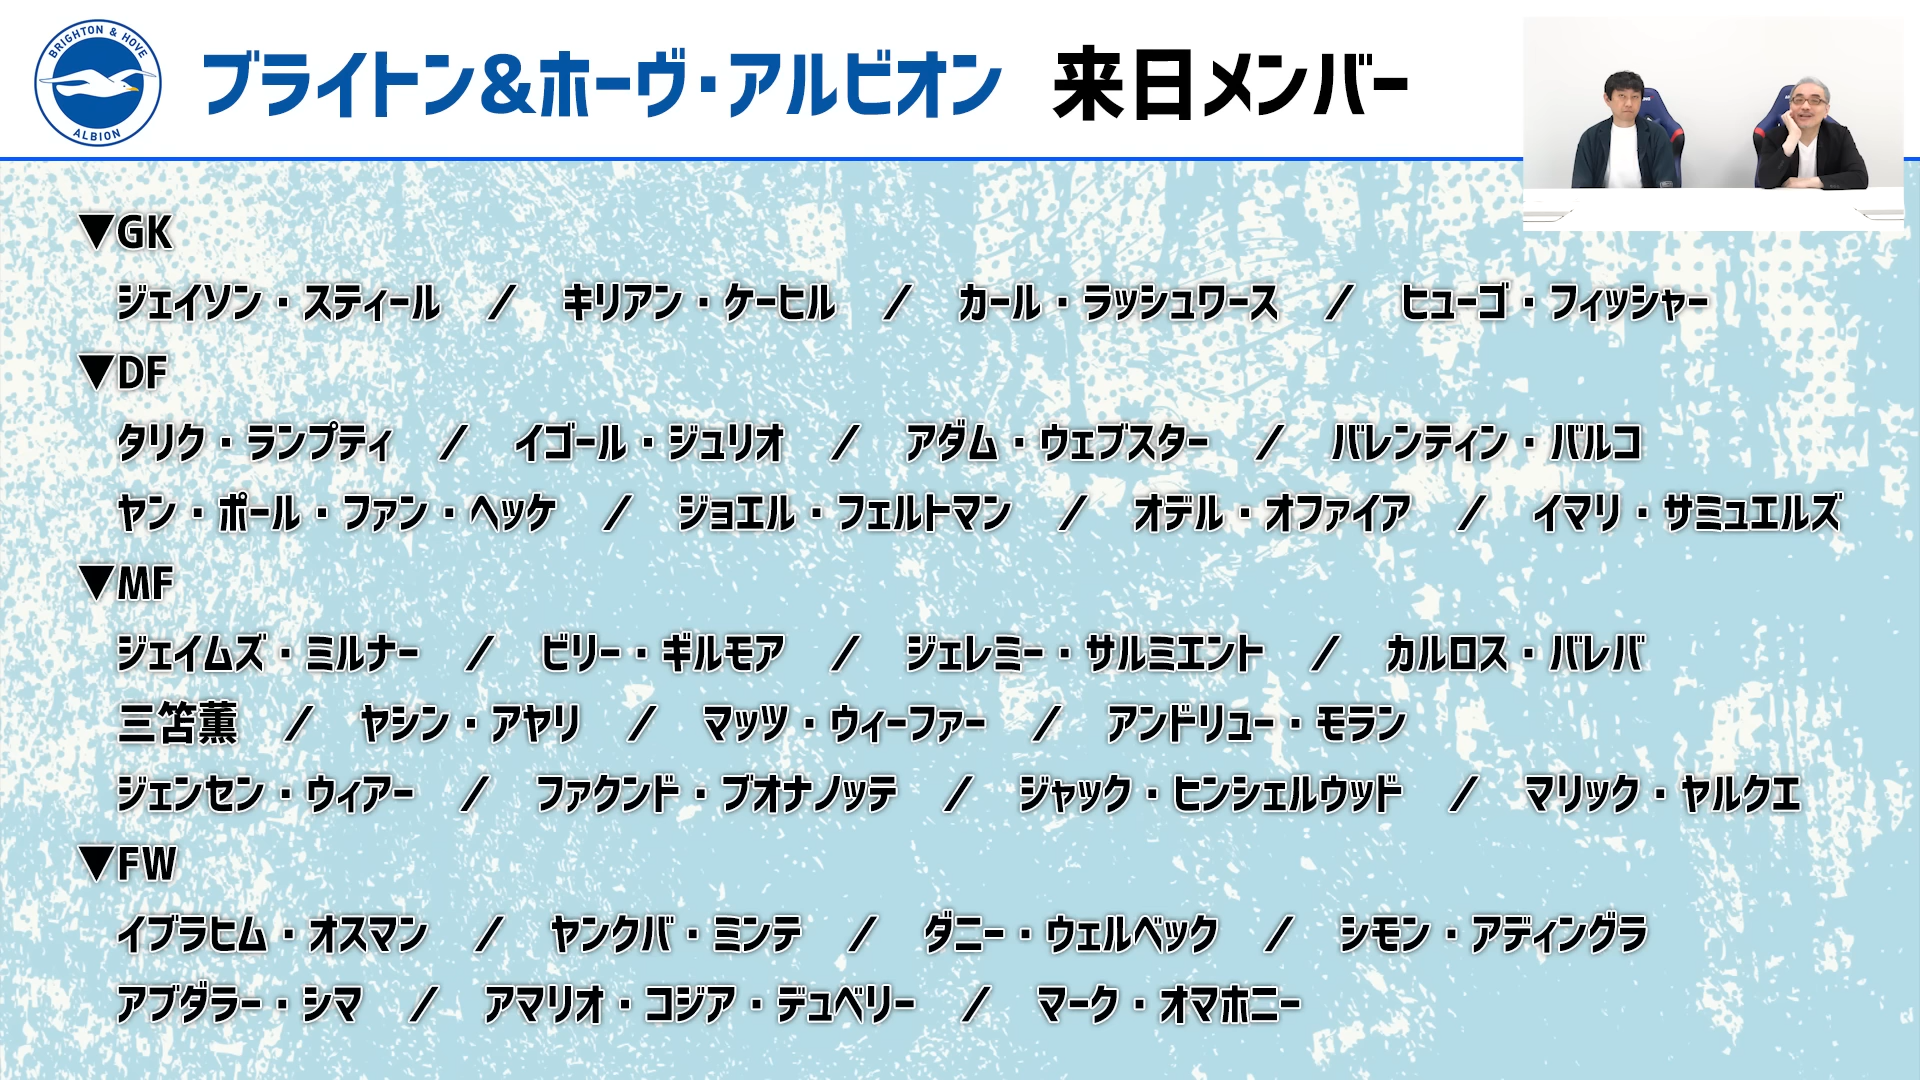 BRIGHTON & HOVE
ALBION
ブライトン&ホーヴ・アルビオン 来日メンバー
▼GK
ジェイソン・スティール / キリアン・ケーヒル / カール・ラッシュワース / ヒューゴ・フィッシャー
▼DF
タリク・ランプティ / イゴール・ジュリオ / アダム・ウェブスター / バレンティン・バルコ
ヤン・ポール・ファン・ヘッケ / ジョエル・フェルトマン / オデル・オファイア / イマリ・サミュエルズ
▼MF
ジェイムズ・ミルナー / ビリー・ギルモア / ジェレミー・サルミエント / カルロス・バレバ
三笘薫 / ヤシン・アヤリ / マッツ・ウィーファー / アンドリュー・モラン
ジェンセン・ウィアー / ファクンド・ブオナノッテ / ジャック・ヒンシェルウッド / マリック・ヤルクエ
▼FW
イブラヒム・オスマン / ヤンクバ・ミンテ / ダニー・ウェルベック / シモン・アディングラ
アブダラー・シマ / アマリオ・コジア・デュベリー / マーク・オマホニー